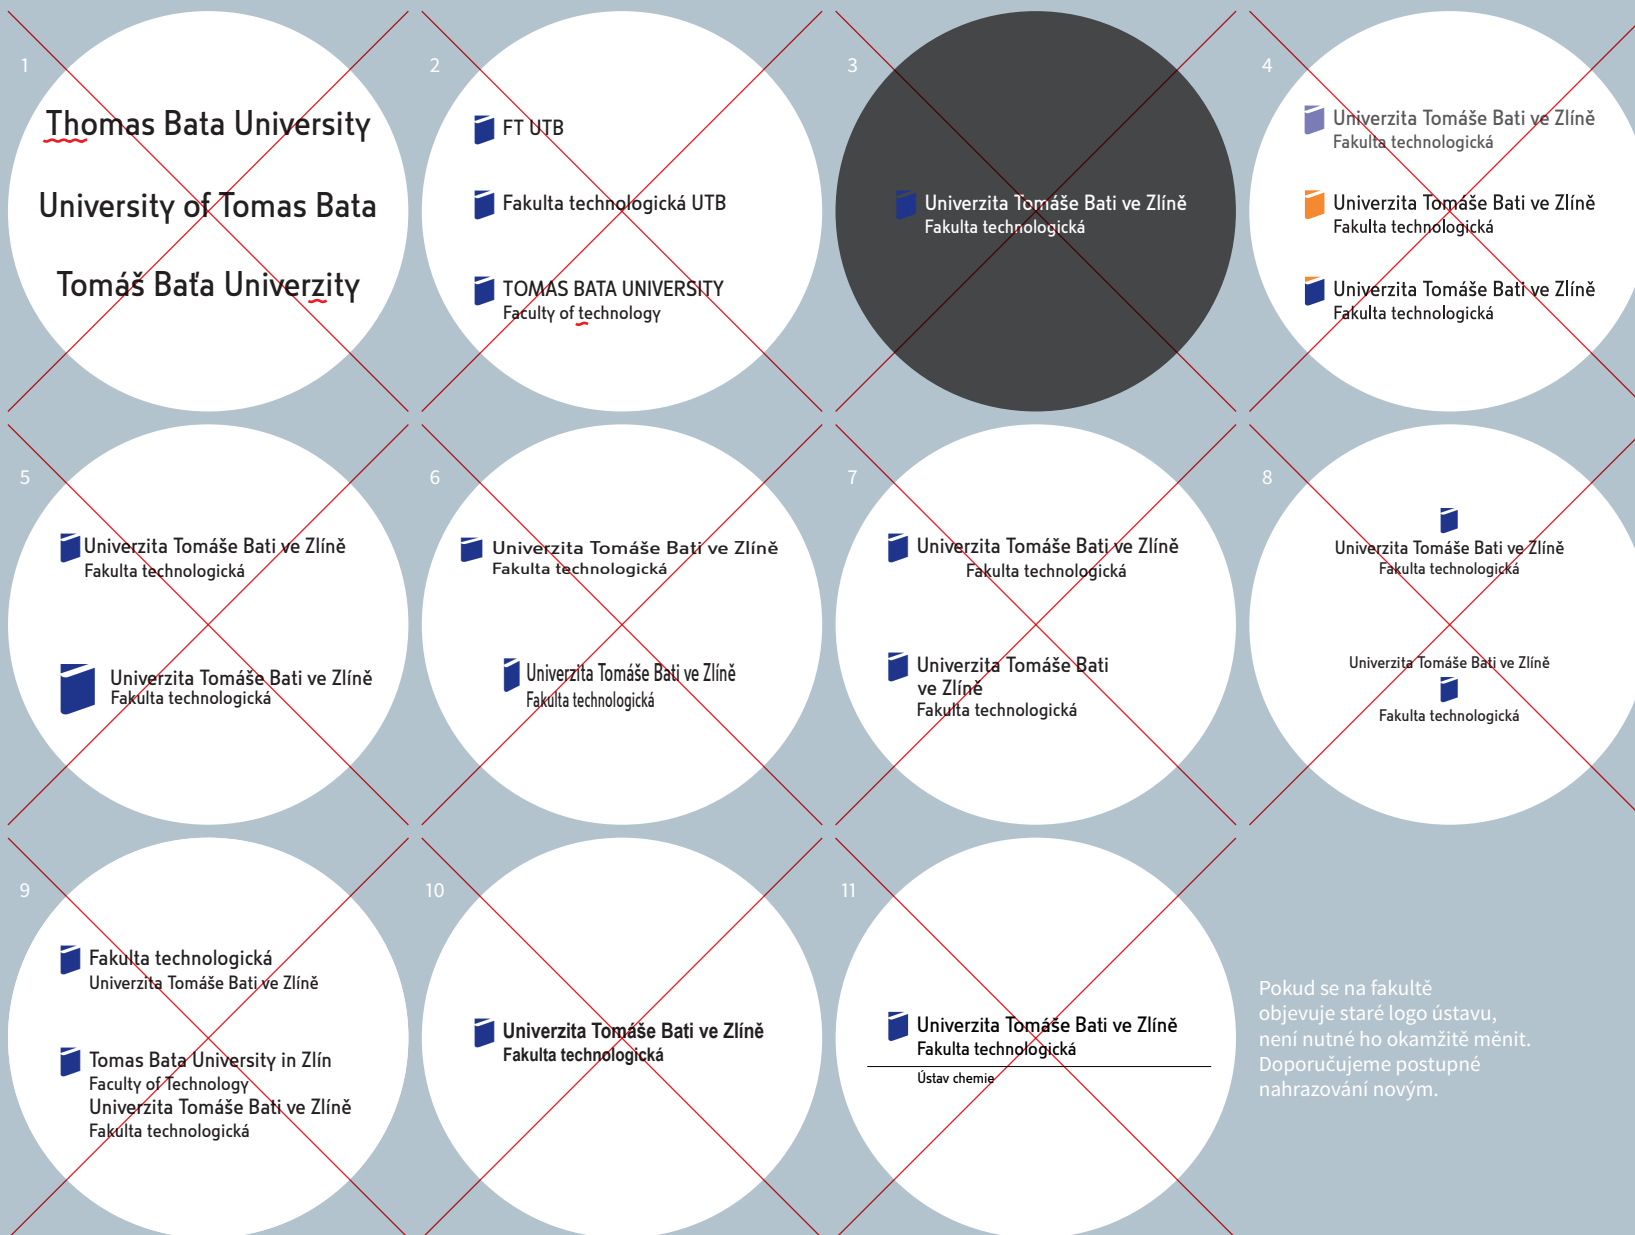 1
Thomas Bata University
University of Tomas Bata
Tomáš Baťa Univerzity
2
FT UTB
Fakulta technologická UTB
TOMAS BATA UNIVERSITY
Faculty of technology
3
Univerzita Tomáše Bati ve Zlíně
Fakulta technologická
4
Univerzita Tomáše Bati ve Zlíně
Fakulta technologická
Univerzita Tomáše Bati ve Zlíně
Fakulta technologická
Univerzita Tomáše Bati ve Zlíně
Fakulta technologická
5
Univerzita Tomáše Bati ve Zlíně
Fakulta technologická
Univerzita Tomáše Bati ve Zlíně
Fakulta technologická
6
Univerzita Tomáše Bati ve Zlíně
Fakulta technologická
Univerzita Tomáše Bati ve Zlíně
Fakulta technologická
7
Univerzita Tomáše Bati ve Zlíně
Fakulta technologická
Univerzita Tomáše Bati
ve Zlíně
Fakulta technologická
8
Univerzita Tomáše Bati ve Zlíně
Fakulta technologická
Univerzita Tomáše Bati ve Zlíně
Fakulta technologická
9
Fakulta technologická
Univerzita Tomáše Bati ve Zlíně
Tomas Bata University in Zlín
Faculty of Technology
Univerzita Tomáše Bati ve Zlíně
Fakulta technologická
10
Univerzita Tomáše Bati ve Zlíně
Fakulta technologická
11
Univerzita Tomáše Bati ve Zlíně
Fakulta technologická
Ústav chemie
Pokud se na fakultě
objevuje staré logo ústavu,
není nutné ho okamžitě měnit.
Doporučujeme postupné
nahrazování novým.